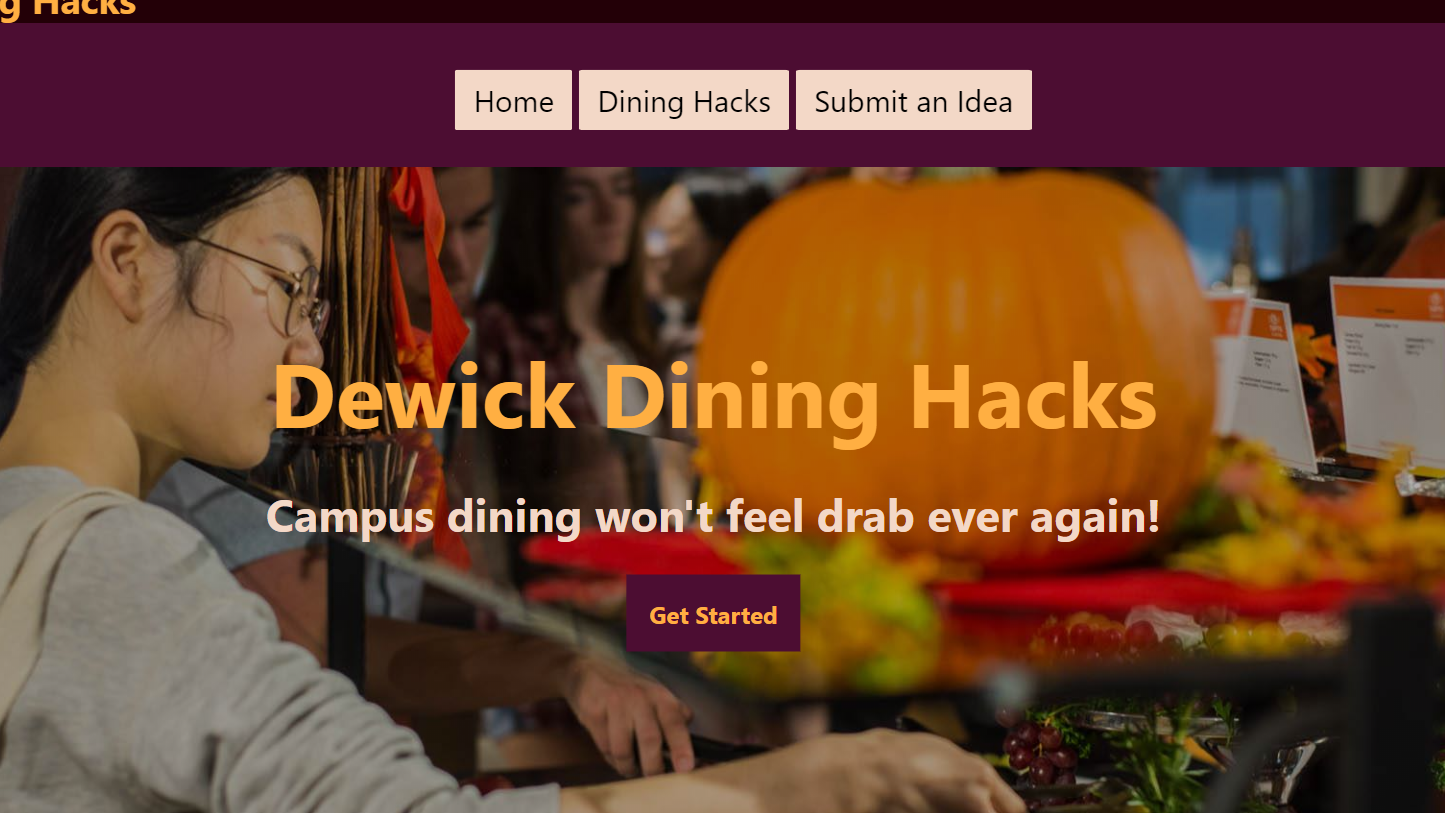 g Hacks
Home
Dining Hacks
Submit an Idea
Dewick Dining Hacks
Campus dining won't feel drab ever again!
Get Started